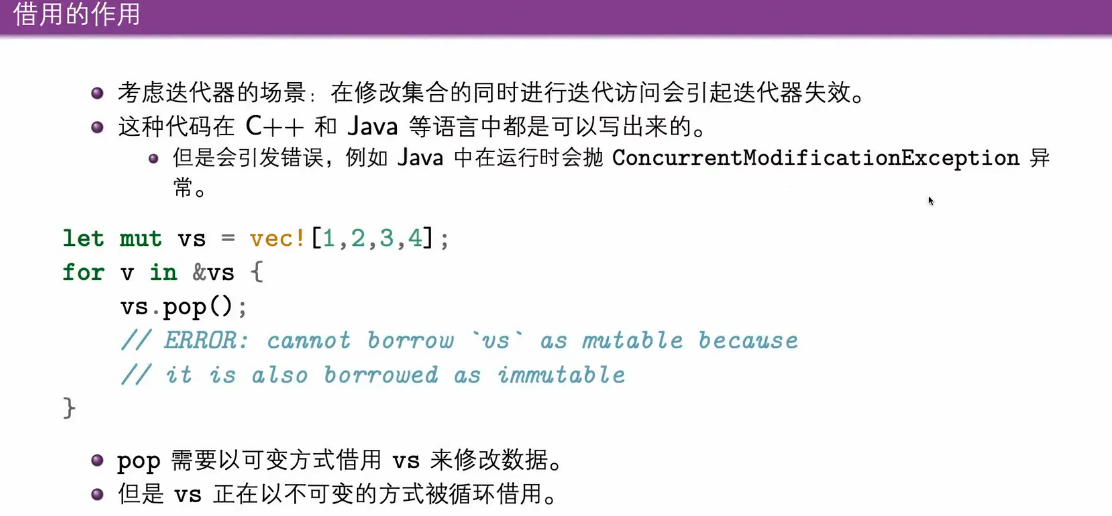 借用的作用
考虑迭代器的场景：在修改集合的同时进行迭代访问会引起迭代器失效。
这种代码在 C++ 和 Java 等语言中都是可以写出来的。
但是会引发错误，例如 Java 中在运行时会抛 ConcurrentModificationException 异
常。
let mut vs = vec![1,2,3,4];
for v in &vs {
    vs.pop();
    // ERROR: cannot borrow `vs` as mutable because
    // it is also borrowed as immutable
}
pop 需要以可变方式借用 vs 来修改数据。
但是 vs 正在以不可变的方式被循环借用。